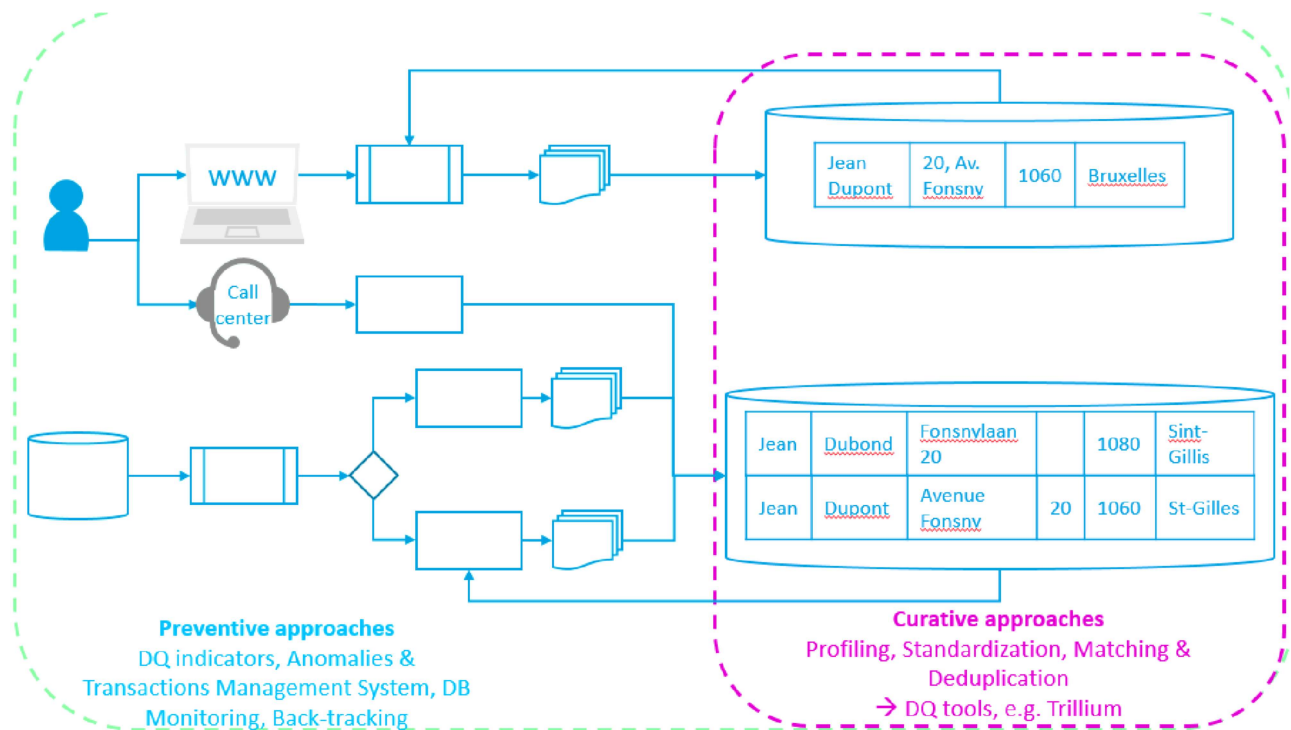 WWW
Jean
Dupont
20, Av.
Fonsny
1060
Bruxelles
Call
center
Jean
Dubond
Fonsnylaan
20
1080
Sint-
Gillis
Jean
Dupont
Avenue
Fonsny
20
1060
St-Gilles
Preventive approaches
DQ indicators, Anomalies &
Transactions Management System, DB
Monitoring, Back-tracking
Curative approaches
Profiling, Standardization, Matching &
Deduplication
→ DQ tools, e.g. Trillium